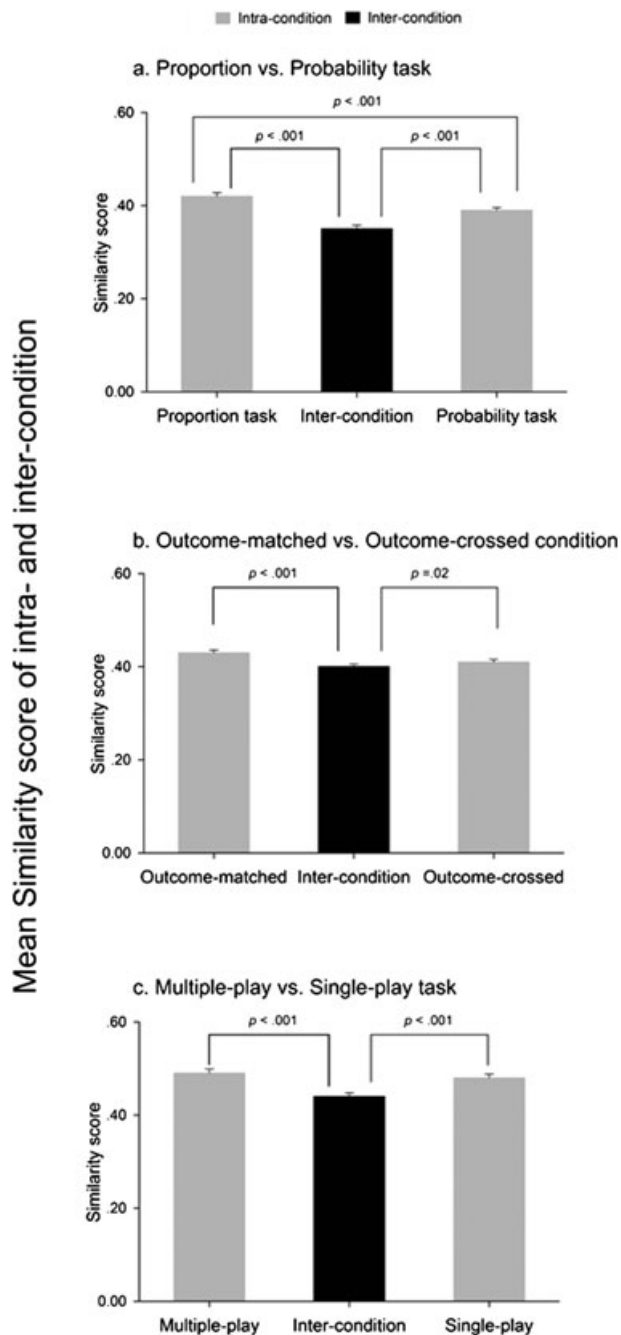 Intra-condition Inter-condition
a. Proportion vs. Probability task
.60
p < .001
p < .001 p < .001
.40
Similarity score
.20
0.00
Proportion task Inter-condition Probability task
Mean Similarity score of intra- and inter-condition
b. Outcome-matched vs. Outcome-crossed condition
.60
p < .001 p =.02
.40
Similarity score
.20
0.00
Outcome-matched Inter-condition Outcome-crossed
c. Multiple-play vs. Single-play task
.60
p < .001 p < .001
.40
Similarity score
.20
0.00
Multiple-play Inter-condition Single-play